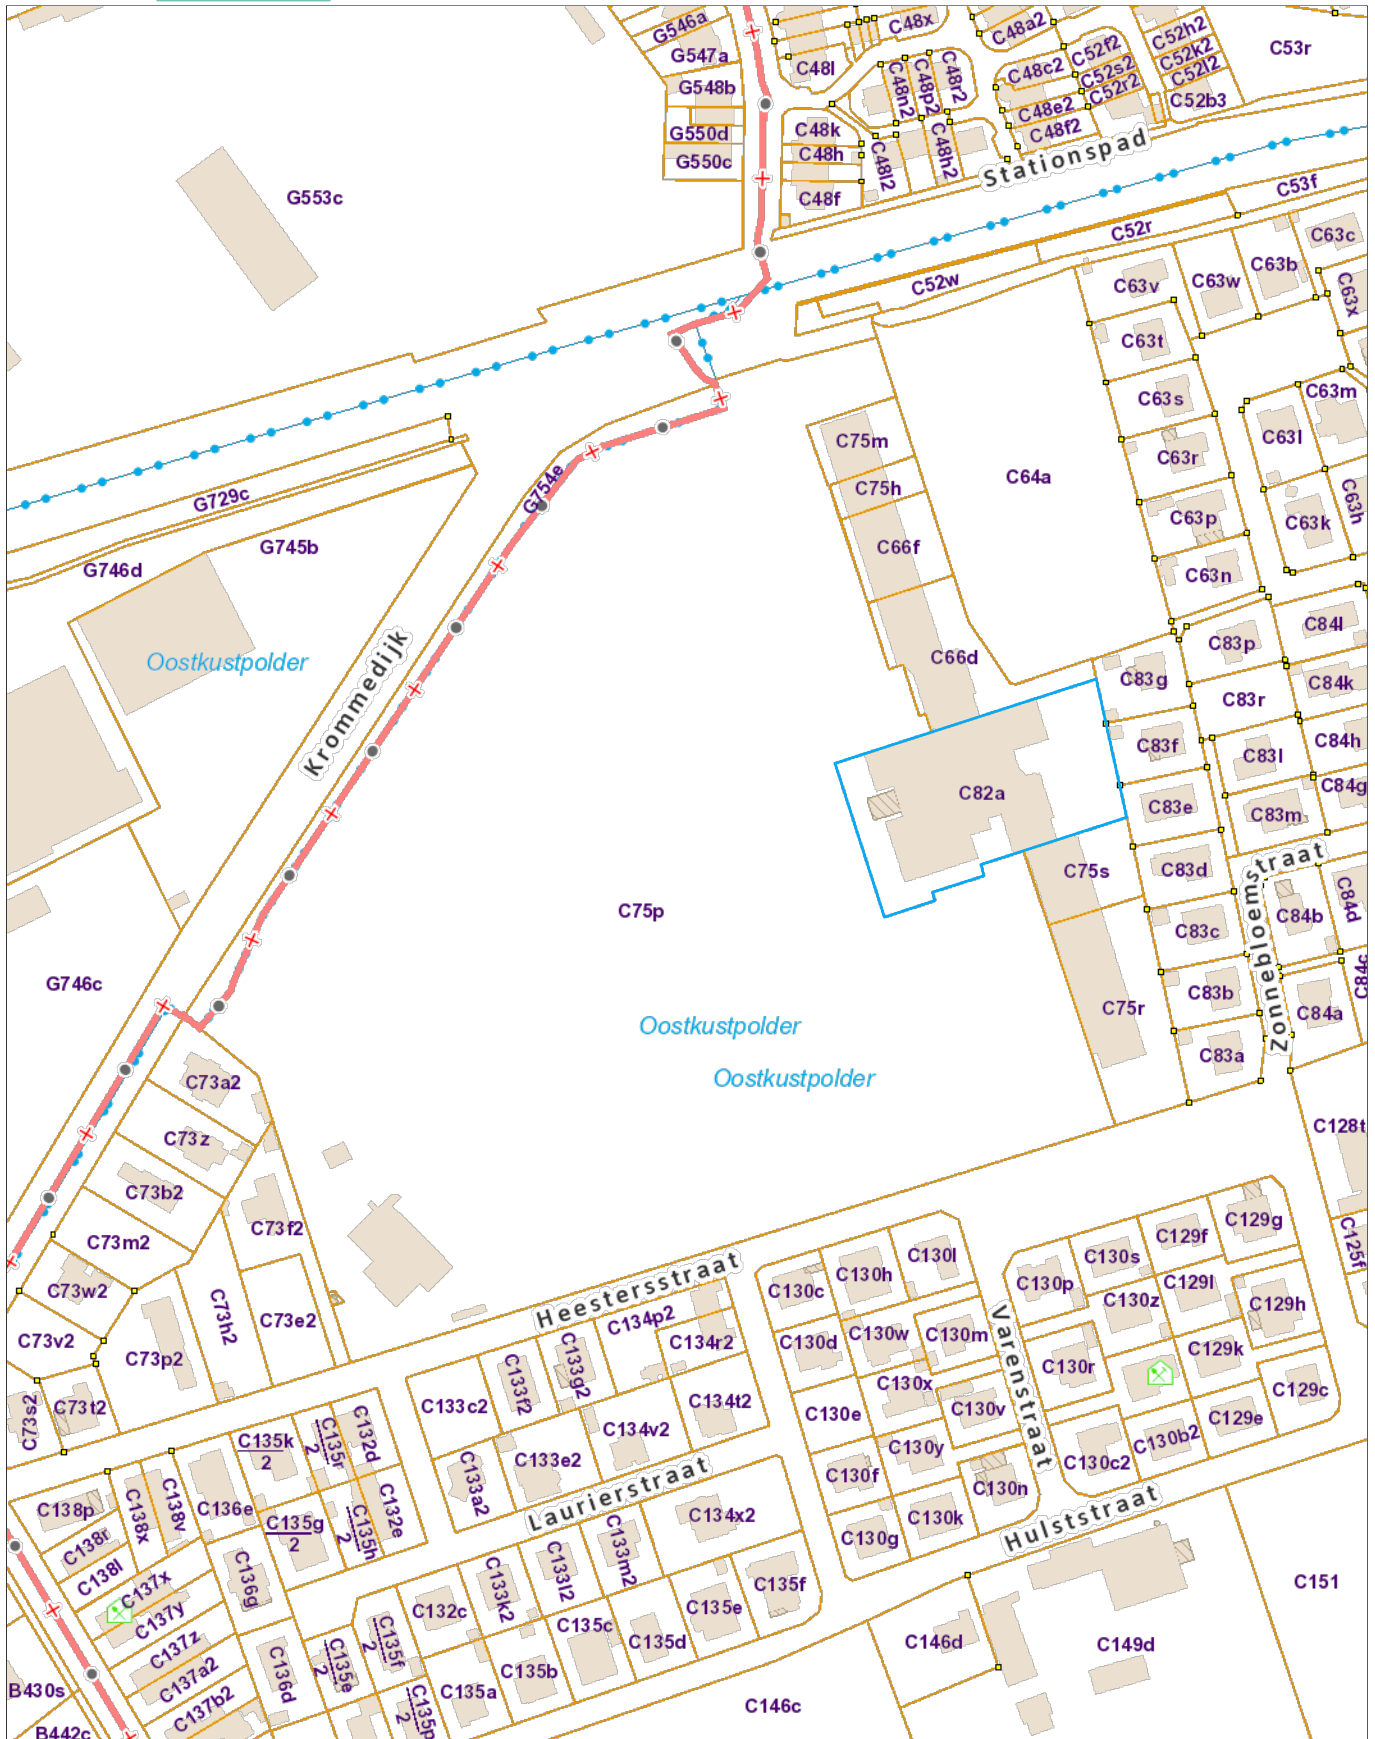 G546a
C48x
C48a2
C52h2
G547a
C52f2
C52k2
C53r
C48l
C48c2
C52s2
C52l2
G548b
C48n2
C48p2
C48r2
C52r2
C52b3
C48e2
G550d
C48k
C48f2
C48h
G550c
C48l2
C48h2
Stationspad
G553c
C48f
C53f
C52r
C63c
C52w
C63v
C63w
C63b
C63x
C63t
C63s
C63m
C75m
C63l
C63r
C64a
C75h
G754e
G729c
C63h
C63p
C63k
G745b
C66f
G746d
C63n
C84l
Oostkustpolder
Krommedijk
C66d
C83p
C83g
C84k
C83r
C83f
C84h
C83l
C82a
C84g
C83e
C83m
C75s
C83d
Zonnebloemstraat
C75p
C84b
C84d
C83c
G746c
C84c
C83b
C75r
C84a
Oostkustpolder
C83a
Oostkustpolder
C73a2
C128t
C73z
C73b2
C73f2
C73m2
C129g
C129f
C125f
C130l
C130s
C73w2
Heestersstraat
C130h
C130c
C130p
C129l
C130z
C129h
C73h2
C73e2
C134p2
C73v2
C134r2
C130d
C130w
C130m
Varenstraat
C129k
C73p2
C133g2
C130r
C133f2
C130x
C129c
C73s2
C73t2
C133c2
C134t2
C130e
C130v
C129e
C135k
2
C135r
2
C132d
C134v2
C130y
C130b2
C133e2
C130c2
C130f
C133a2
C130n
Laurierstraat
C138p
C138x
C138v
C136e
C132e
C134x2
C130k
Hulststraat
C135g
2
C135h
2
C130g
C138r
C133m2
C138l
C137x
C136g
C133l2
C133k2
C135f
C151
C137y
C132c
C135e
C135c
C135f
2
C137z
C135d
C146d
C149d
C137a2
C136d
C135e
2
C135b
B430s
C137b2
C135a
C135p
2
C146c
B442c